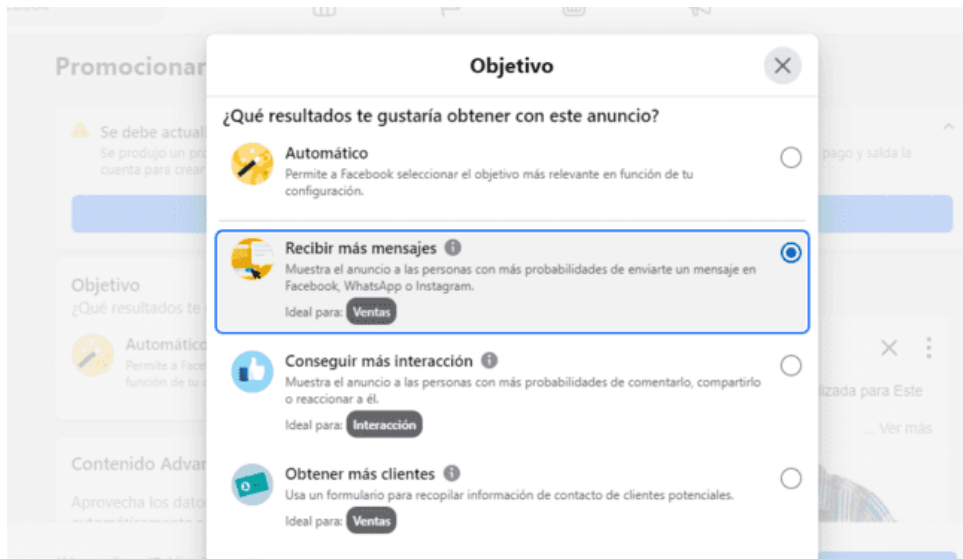 Promocionar
Objetivo
¿Qué resultados te gustaría obtener con este anuncio?
Automático
Permite a Facebook seleccionar el objetivo más relevante en función de tu
configuración.
Recibir más mensajes
Muestra el anuncio a las personas con más probabilidades de enviarte un mensaje en
Facebook, WhatsApp o Instagram.
Ideal para: Ventas
Conseguir más interacción
Muestra el anuncio a las personas con más probabilidades de comentarlo, compartirlo
o reaccionar a él.
Ideal para: Interacción
Obtener más clientes
Usa un formulario para recopilar información de contacto de clientes potenciales.
Ideal para: Ventas
Se debe actual
Se produjo un pro
cuenta para crear
pago y salda la
Objetivo
¿Qué resultados te
Automático
Permite a Face
función de tu
lizada para Este
... Ver más
Contenido Advan
Aprovecha los dato